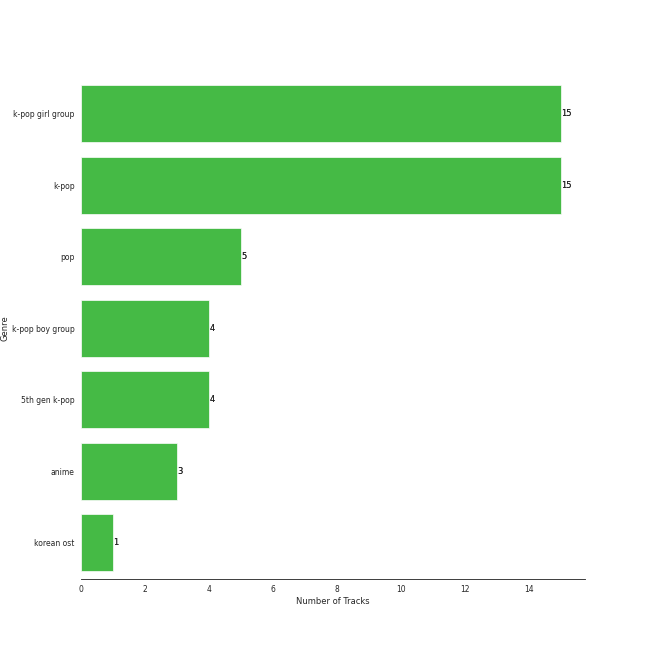 k-pop girl group 15
k-pop 15
pop 5
k-pop boy group 4
5th gen k-pop 4
anime 3
korean ost 1
Genre
0 2 4 6 8 10 12 14
Number of Tracks